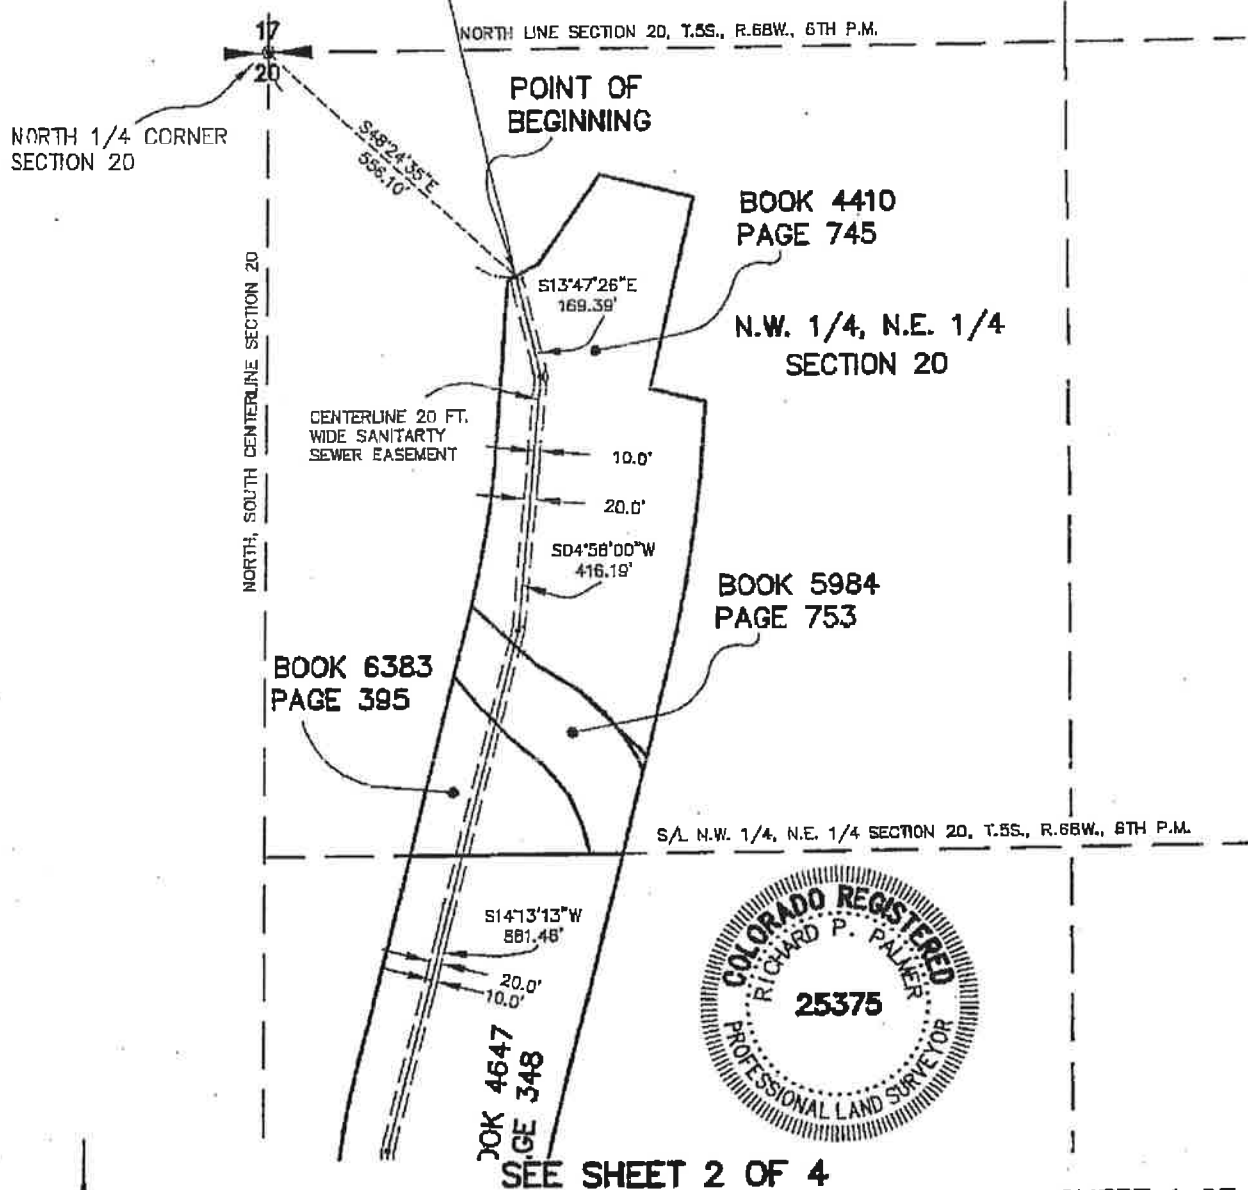 17
20
NORTH LINE SECTION 20, T.5S., R.68W., 6TH P.M.
NORTH 1/4 CORNER
SECTION 20
S48°24'35"E
556.10'
POINT OF
BEGINNING
BOOK 4410
PAGE 745
NORTH, SOUTH CENTERLINE SECTION 20
S13°47'26"E
169.39'
N.W. 1/4, N.E. 1/4
SECTION 20
CENTERLINE 20 FT.
WIDE SANITARTY
SEWER EASEMENT
10.0'
20.0'
S04°58'00"W
416.19'
BOOK 5984
PAGE 753
BOOK 6383
PAGE 395
S/L N.W. 1/4, N.E. 1/4 SECTION 20, T.5S., R.68W., 6TH P.M.
S14°13'13"W
881.46'
20.0'
10.0'
OOK 4647
GE 348
COLORADO REGISTERED
RICHARD P. PALMER
25375
PROFESSIONAL LAND SURVEYOR
SEE SHEET 2 OF 4